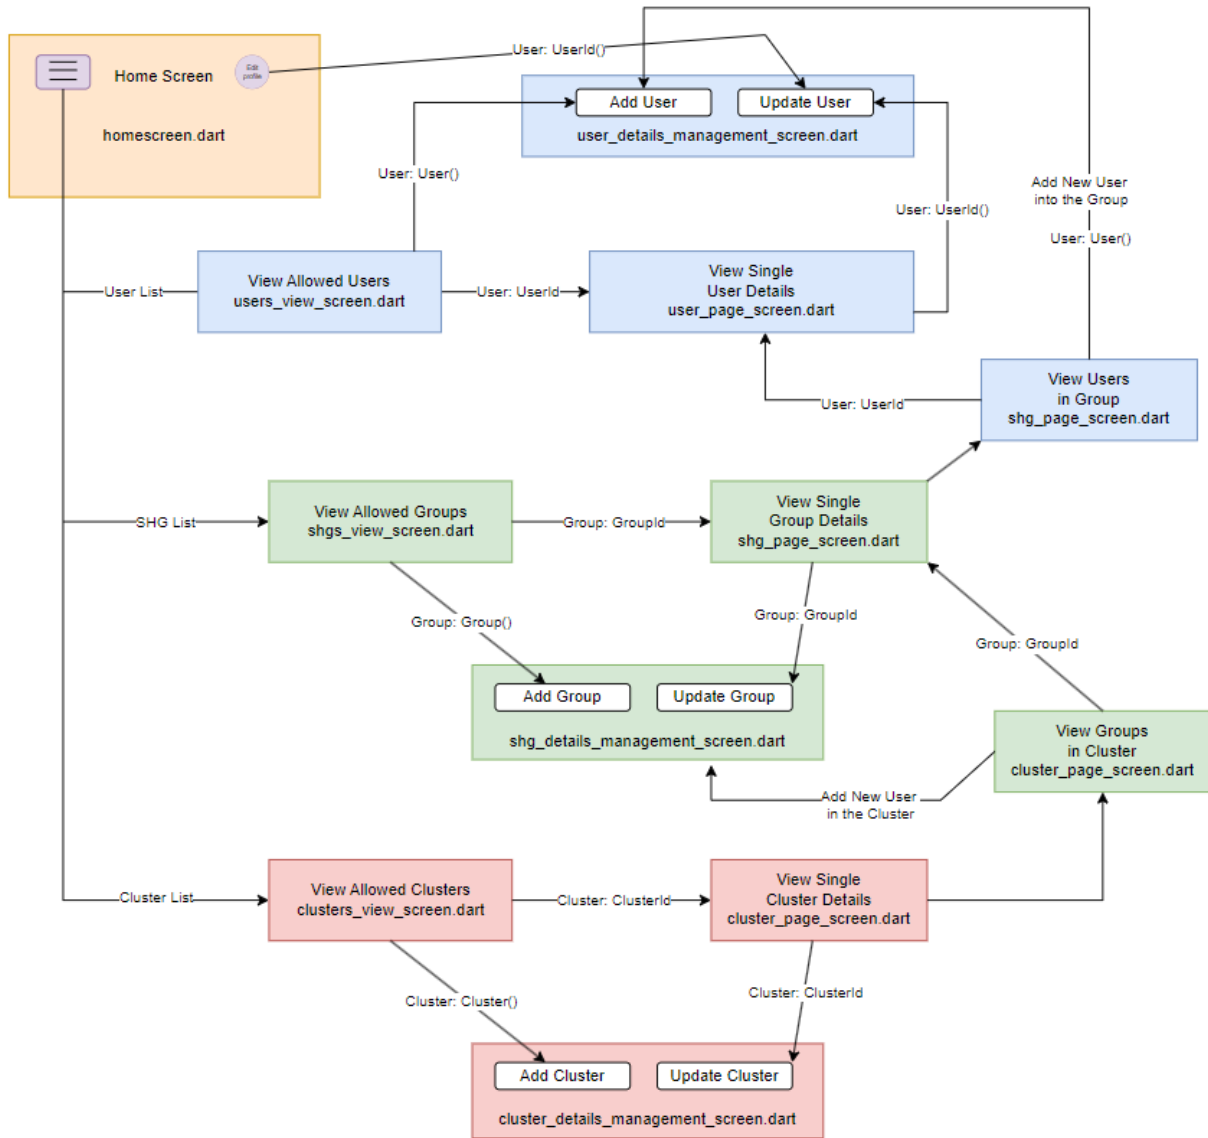 Home Screen
Edit
profile
homescreen.dart
User: UserId()
Add User
Update User
user_details_management_screen.dart
User: User()
User: UserId()
Add New User
into the Group
User: User()
User List
View Allowed Users
users_view_screen.dart
User: UserId
View Single
User Details
user_page_screen.dart
User: UserId
View Users
in Group
shg_page_screen.dart
SHG List
View Allowed Groups
shgs_view_screen.dart
Group: GroupId
View Single
Group Details
shg_page_screen.dart
Group: Group()
Group: GroupId
Group: GroupId
Add Group
Update Group
shg_details_management_screen.dart
View Groups
in Cluster
cluster_page_screen.dart
Add New User
in the Cluster
Cluster List
View Allowed Clusters
clusters_view_screen.dart
Cluster: ClusterId
View Single
Cluster Details
cluster_page_screen.dart
Cluster: Cluster()
Cluster: ClusterId
Add Cluster
Update Cluster
cluster_details_management_screen.dart